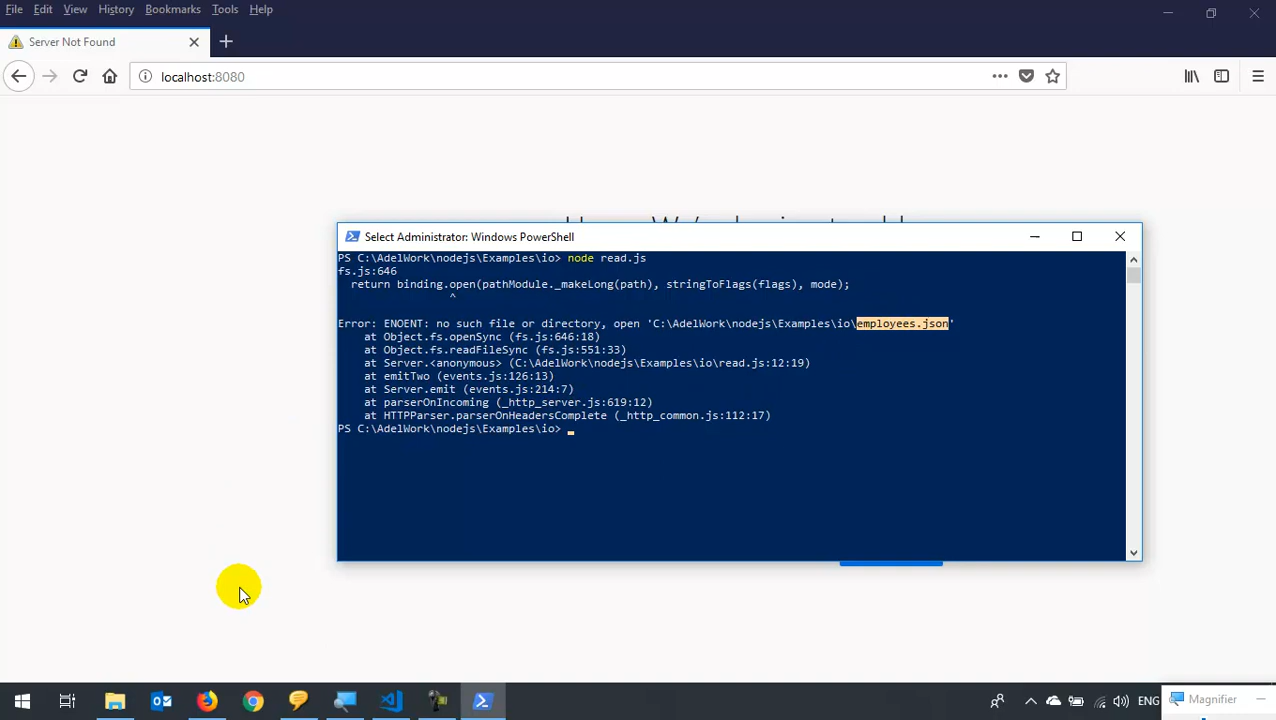 File Edit View History Bookmarks Tools Help
Server Not Found
localhost:8080
Select Administrator: Windows PowerShell
PS C:\AdelWork\nodejs\Examples\io> node read.js
fs.js:646
return binding.open(pathModule._makeLong(path), stringToFlags(flags), mode);
^
Error: ENOENT: no such file or directory, open 'C:\AdelWork\nodejs\Examples\io\employees.json'
at Object.fs.openSync (fs.js:646:18)
at Object.fs.readFileSync (fs.js:551:33)
at Server.<anonymous> (C:\AdelWork\nodejs\Examples\io\read.js:12:19)
at emitTwo (events.js:126:13)
at Server.emit (events.js:214:7)
at parserOnIncoming (_http_server.js:619:12)
at HTTPParser.parserOnHeadersComplete (_http_common.js:112:17)
PS C:\AdelWork\nodejs\Examples\io>
ENG
Magnifier